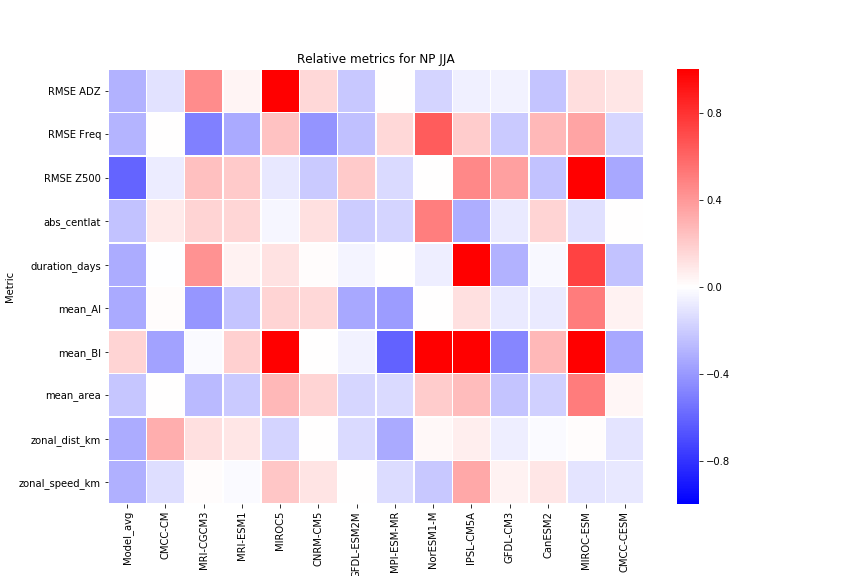 Relative metrics for NP JJA
Metric
RMSE ADZ
RMSE Freq
RMSE Z500
abs_centlat
duration_days
mean_AI
mean_BI
mean_area
zonal_dist_km
zonal_speed_km
Model_avg
CMCC-CM
MRI-CGCM3
MRI-ESM1
MIROC5
CNRM-CM5
GFDL-ESM2M
MPI-ESM-MR
NorESM1-M
IPSL-CM5A
GFDL-CM3
CanESM2
MIROC-ESM
CMCC-CESM
0.8
0.4
0.0
−0.4
−0.8